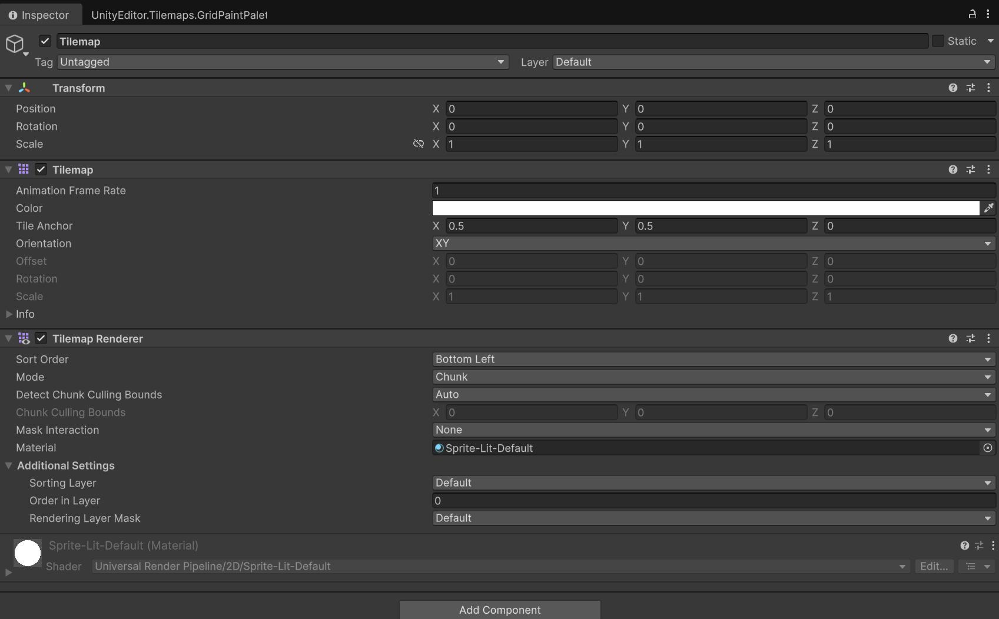 Inspector UnityEditor.Tilemaps.GridPaintPalet
Tilemap Static
Tag Untagged Layer Default
Transform
Position X 0 Y 0 Z 0
Rotation X 0 Y 0 Z 0
Scale X 1 Y 1 Z 1
Tilemap
Animation Frame Rate 1
Color
Tile Anchor X 0.5 Y 0.5 Z 0
Orientation XY
Offset X 0 Y 0 Z 0
Rotation X 0 Y 0 Z 0
Scale X 1 Y 1 Z 1
Info
Tilemap Renderer
Sort Order Bottom Left
Mode Chunk
Detect Chunk Culling Bounds Auto
Chunk Culling Bounds X 0 Y 0 Z 0
Mask Interaction None
Material Sprite-Lit-Default
Additional Settings
Sorting Layer Default
Order in Layer 0
Rendering Layer Mask Default
Sprite-Lit-Default (Material)
Shader Universal Render Pipeline/2D/Sprite-Lit-Default Edit...
Add Component